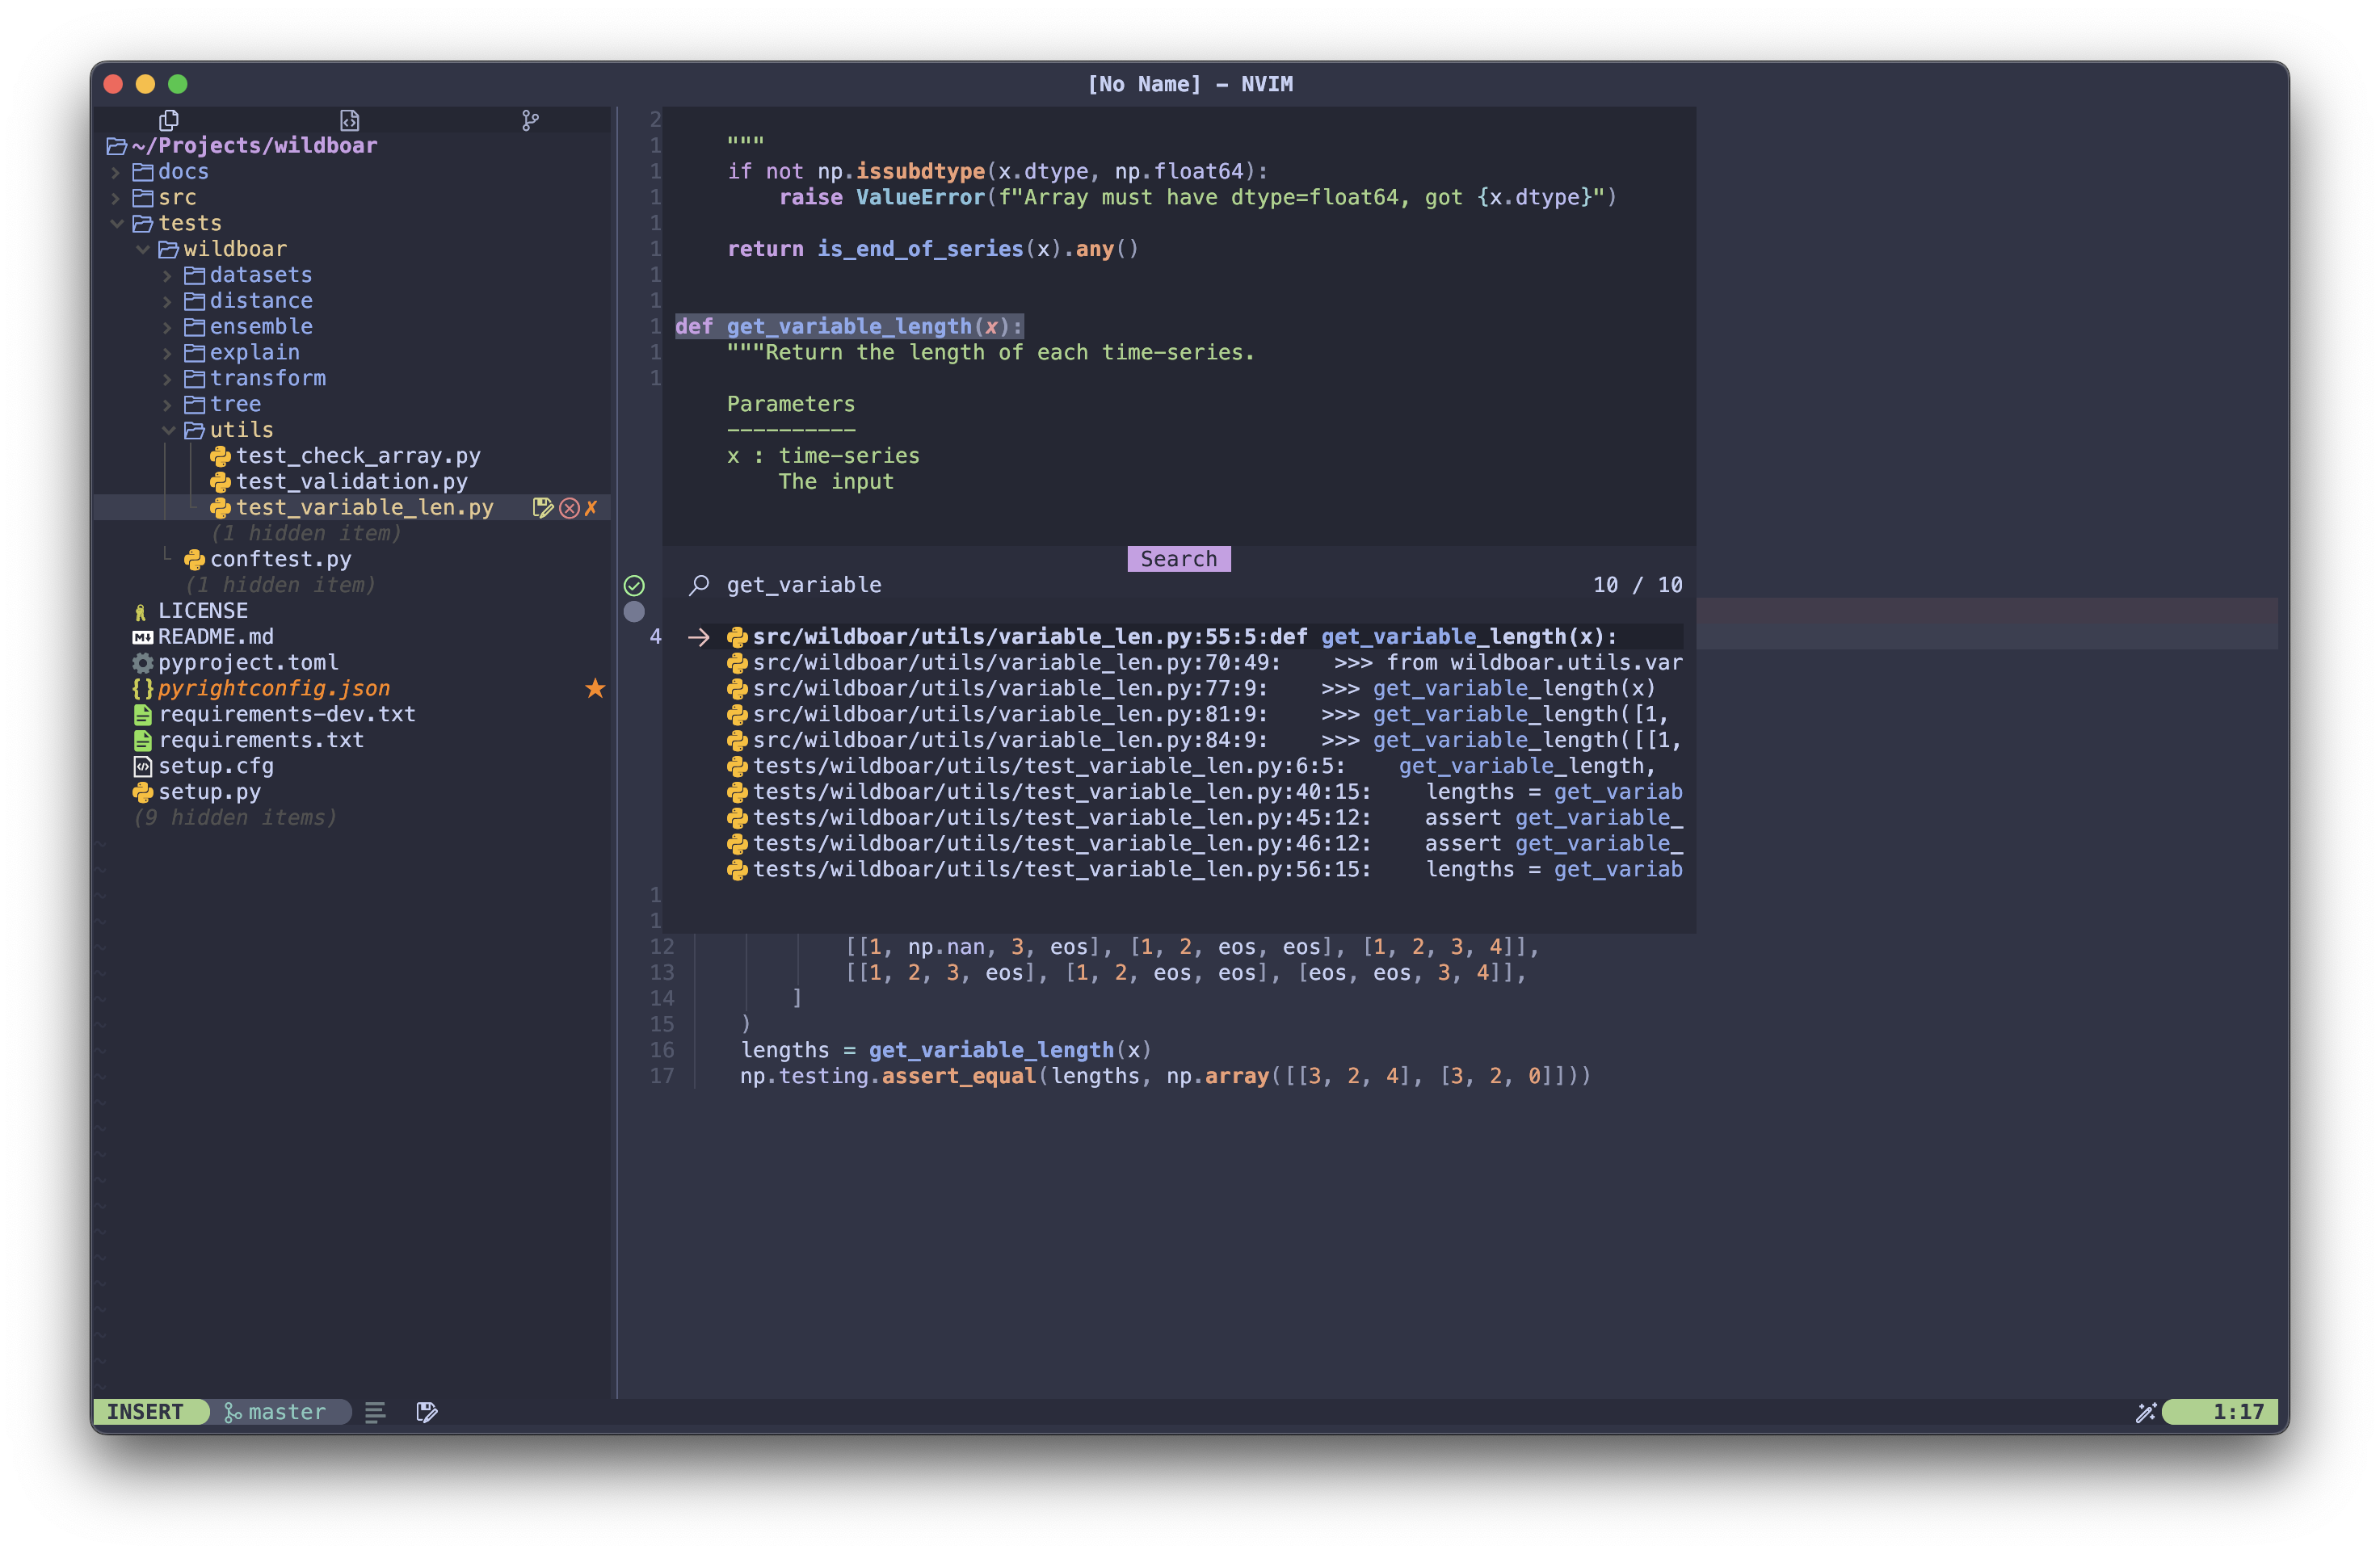 [No Name] – NVIM
~/Projects/wildboar
docs
src
tests
wildboar
datasets
distance
ensemble
explain
transform
tree
utils
test_check_array.py
test_validation.py
test_variable_len.py
(1 hidden item)
conftest.py
(1 hidden item)
LICENSE
README.md
pyproject.toml
pyrightconfig.json
requirements-dev.txt
requirements.txt
setup.cfg
setup.py
(9 hidden items)
2
1 """
1 if not np.issubdtype(x.dtype, np.float64):
1 raise ValueError(f"Array must have dtype=float64, got {x.dtype}")
1
1 return is_end_of_series(x).any()
1
1
1 def get_variable_length(x):
1 """Return the length of each time-series.
1
Parameters
----------
x : time-series
The input
Search
get_variable 10 / 10
4 src/wildboar/utils/variable_len.py:55:5:def get_variable_length(x):
src/wildboar/utils/variable_len.py:70:49: >>> from wildboar.utils.var
src/wildboar/utils/variable_len.py:77:9: >>> get_variable_length(x)
src/wildboar/utils/variable_len.py:81:9: >>> get_variable_length([1,
src/wildboar/utils/variable_len.py:84:9: >>> get_variable_length([[1,
tests/wildboar/utils/test_variable_len.py:6:5: get_variable_length,
tests/wildboar/utils/test_variable_len.py:40:15: lengths = get_variab
tests/wildboar/utils/test_variable_len.py:45:12: assert get_variable_
tests/wildboar/utils/test_variable_len.py:46:12: assert get_variable_
tests/wildboar/utils/test_variable_len.py:56:15: lengths = get_variab
1
1
12 [[1, np.nan, 3, eos], [1, 2, eos, eos], [1, 2, 3, 4]],
13 [[1, 2, 3, eos], [1, 2, eos, eos], [eos, eos, 3, 4]],
14 ]
15 )
16 lengths = get_variable_length(x)
17 np.testing.assert_equal(lengths, np.array([[3, 2, 4], [3, 2, 0]]))
INSERT master 1:17